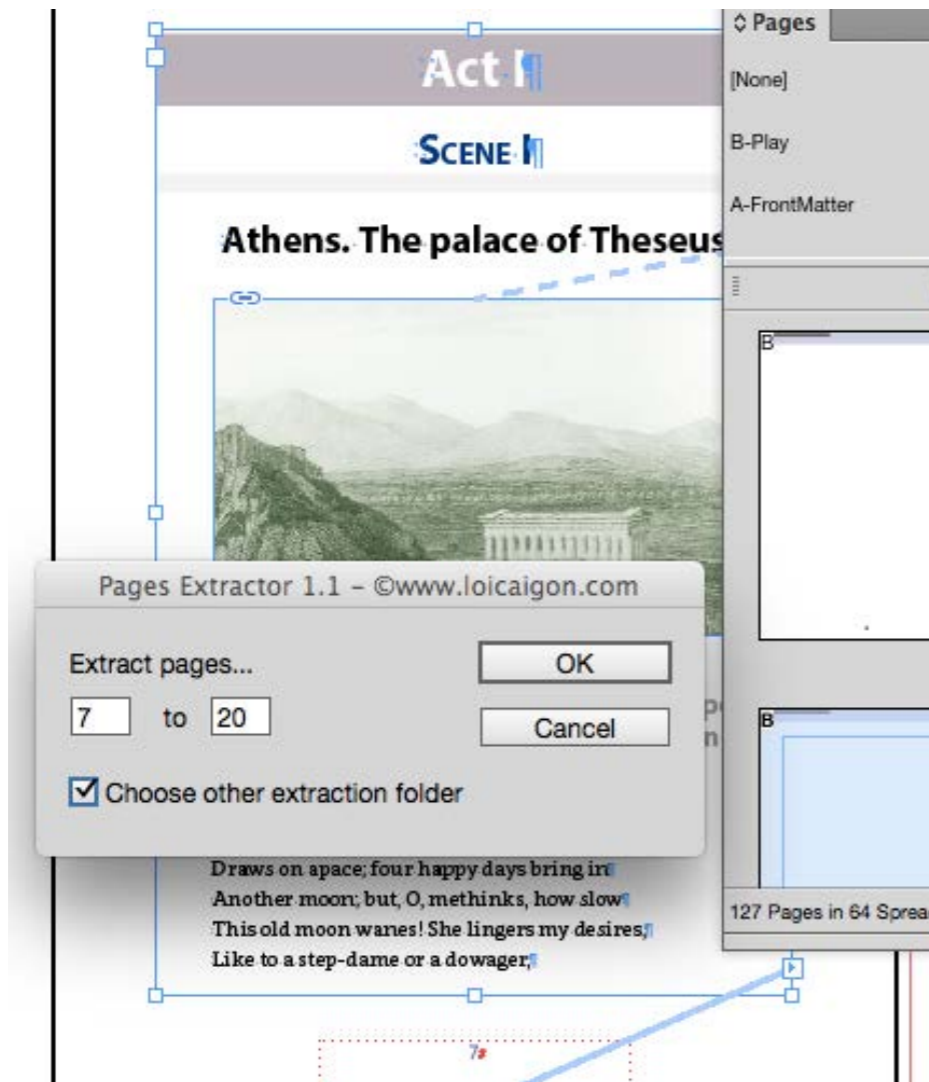 Act I¶
Scene I¶
Athens. The palace of Theseus
Pages
[None]
B-Play
A-FrontMatter
B
B
127 Pages in 64 Sprea
Pages Extractor 1.1 – ©www.loicaigon.com
Extract pages...
7 to 20
OK
Cancel
Choose other extraction folder
Draws on apace; four happy days bring in
Another moon; but, O, methinks, how slow¶
This old moon wanes! She lingers my desires,¶
Like to a step-dame or a dowager,¶
7